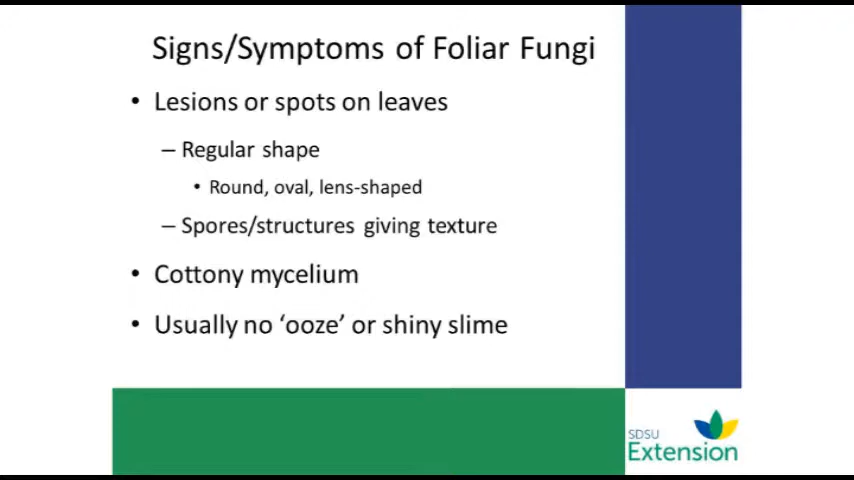 Signs/Symptoms of Foliar Fungi
• Lesions or spots on leaves
– Regular shape
• Round, oval, lens-shaped
– Spores/structures giving texture
• Cottony mycelium
• Usually no ‘ooze’ or shiny slime
SDSU
Extension